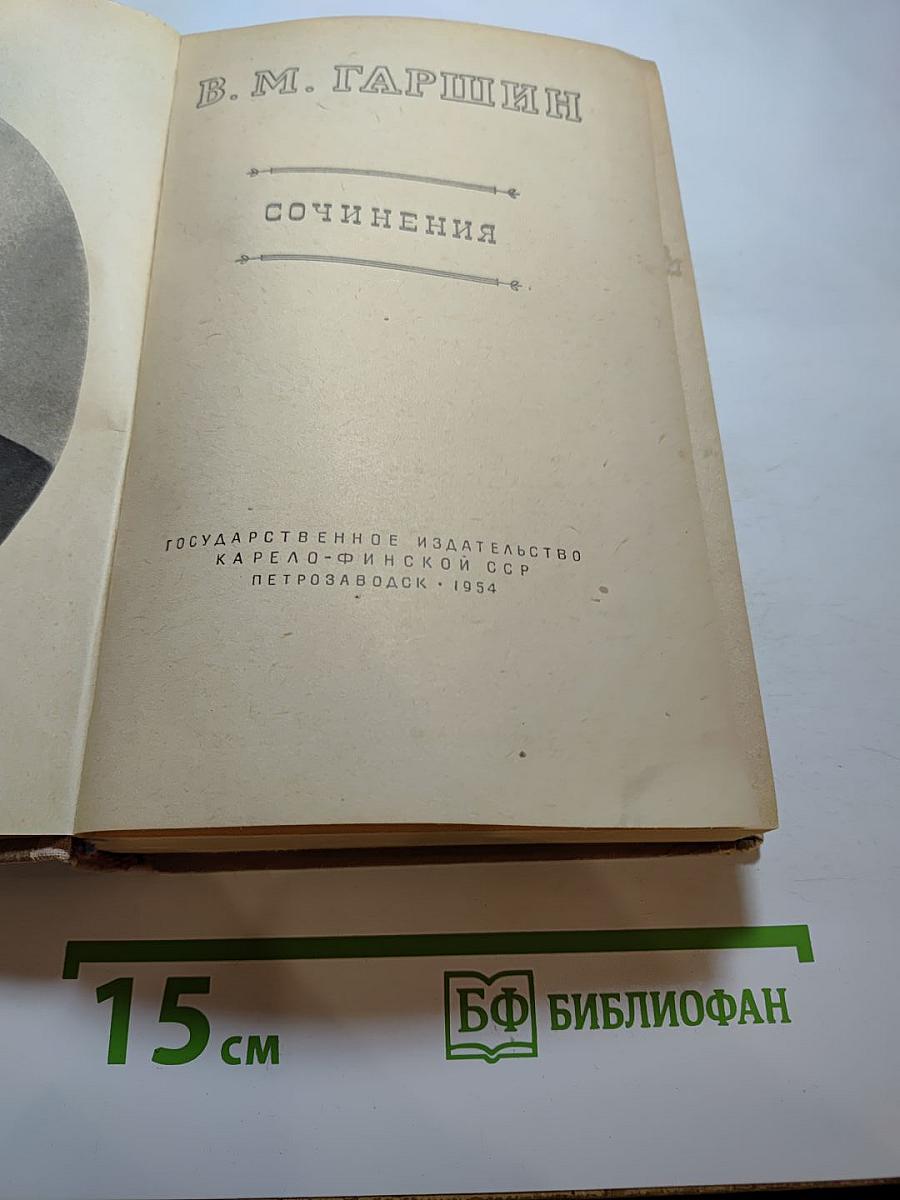 В. М. ГАРШИН
СОЧИНЕНИЯ
ГОСУДАРСТВЕННОЕ ИЗДАТЕЛЬСТВО
КАРЕЛО-ФИНСКОЙ ССР
ПЕТРОЗАВОДСК • 1954
15 см
БФ БИБЛИОФАН